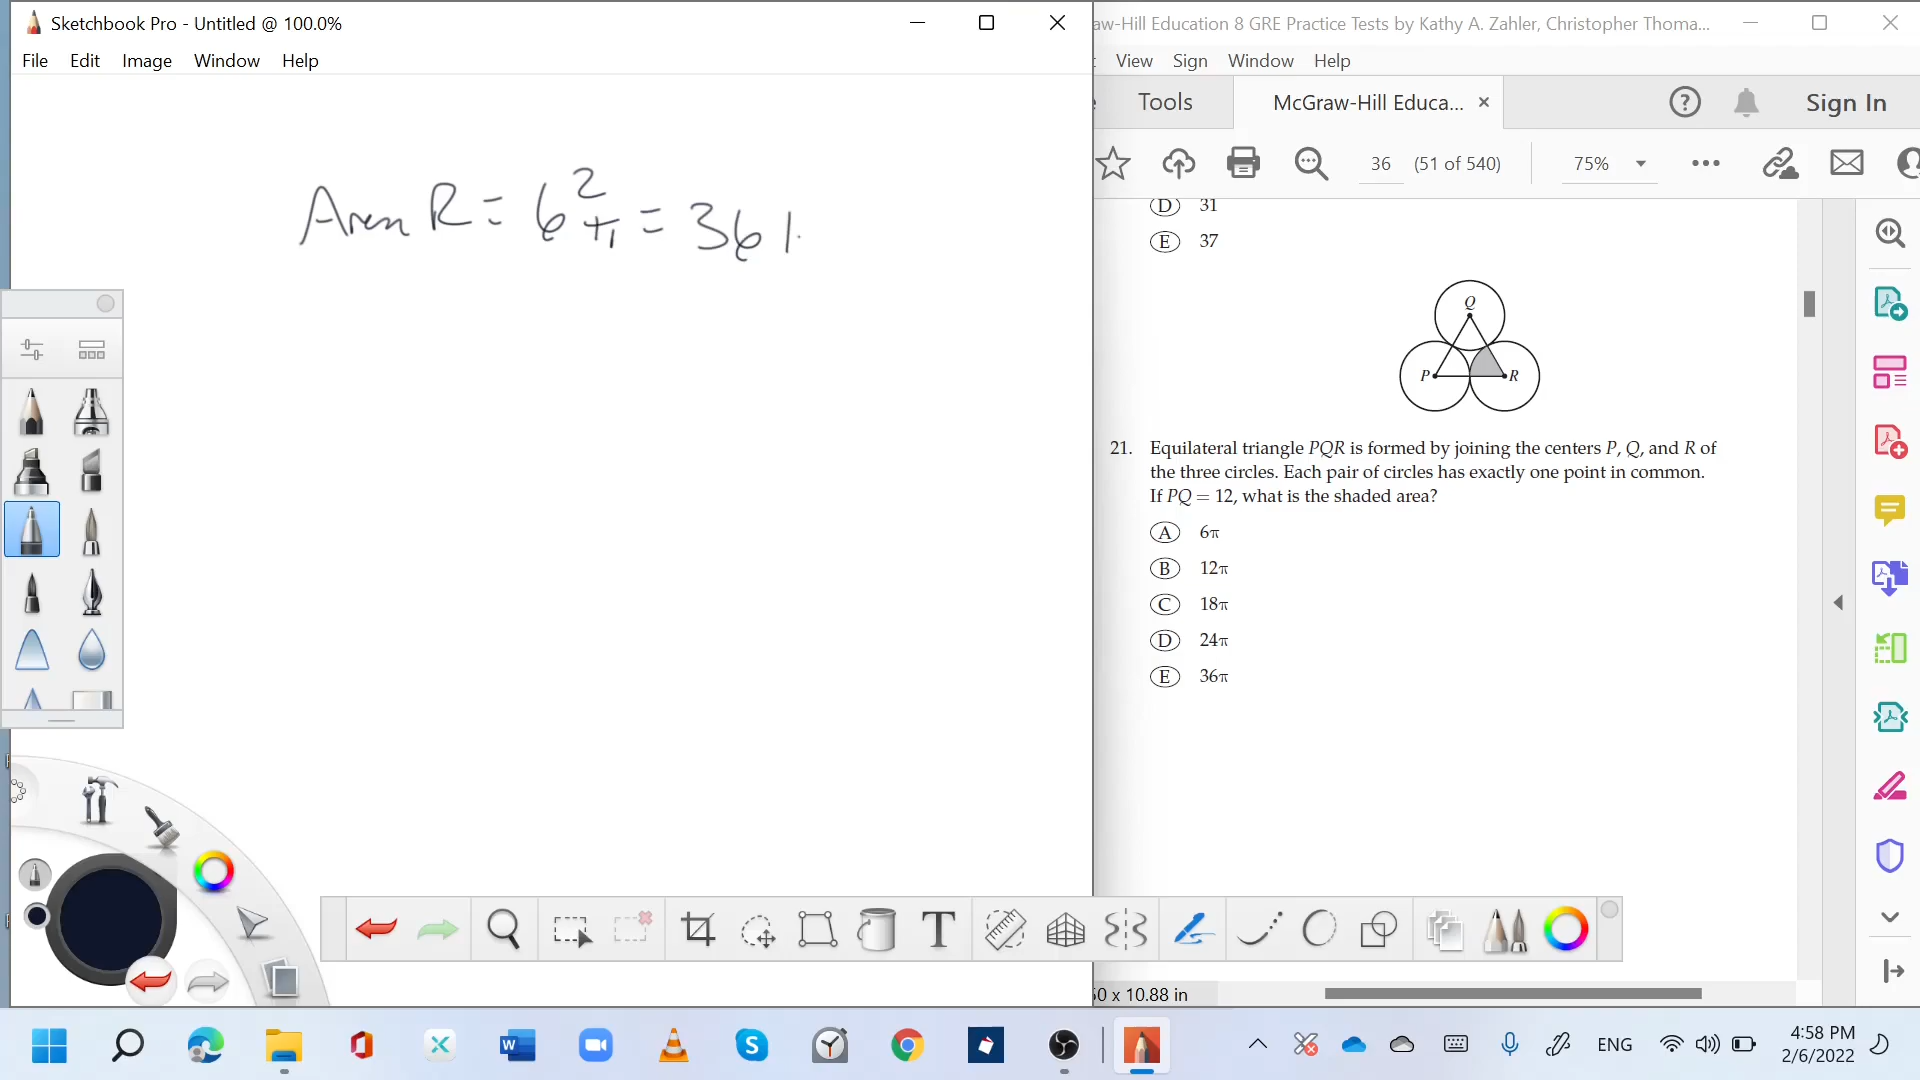 Sketchbook Pro - Untitled @ 100.0%
File Edit Image Window Help
Area R = 6²π = 36
aw-Hill Education 8 GRE Practice Tests by Kathy A. Zahler, Christopher Thoma...
View Sign Window Help
Tools
McGraw-Hill Educa... ×
Sign In
36 (51 of 540)
75%
D 31
E 37
Q
P
R
21. Equilateral triangle PQR is formed by joining the centers P, Q, and R of
the three circles. Each pair of circles has exactly one point in common.
If PQ = 12, what is the shaded area?
A 6π
B 12π
C 18π
D 24π
E 36π
T
50 x 10.88 in
ENG
4:58 PM
2/6/2022